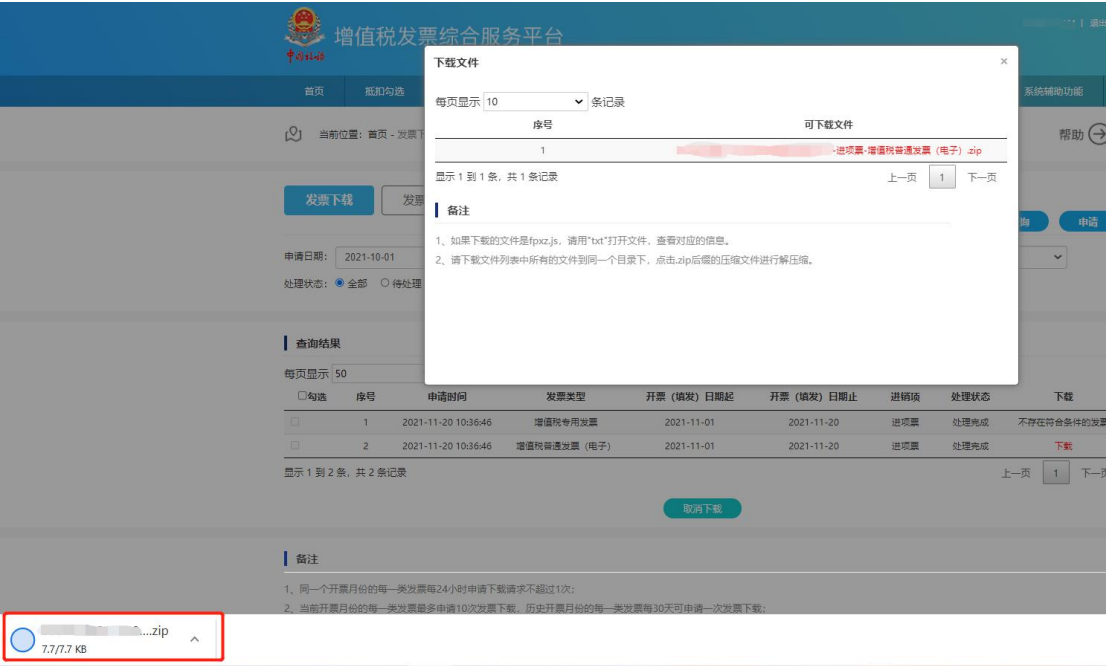 增值税发票综合服务平台
中国税务
首页 抵扣勾选 系统辅助功能
当前位置：首页 - 发票下
帮助
发票下载 发票
申请
申请日期： 2021-10-01
处理状态： 全部 待处理
下载文件 ×
每页显示 10 条记录
序号 可下载文件
1 -进项票-增值税普通发票（电子）.zip
显示 1 到 1 条，共 1 条记录 上一页 1 下一页
备注
1、如果下载的文件是fpxz.js，请用"txt"打开文件，查看对应的信息。
2、请下载文件列表中所有的文件到同一个目录下，点击.zip后缀的压缩文件进行解压缩。
查询结果
每页显示 50
勾选 序号 申请时间 发票类型 开票（填发）日期起 开票（填发）日期止 进销项 处理状态 下载
1 2021-11-20 10:36:46 增值税专用发票 2021-11-01 2021-11-20 进项票 处理完成 不存在符合条件的发票
2 2021-11-20 10:36:46 增值税普通发票（电子） 2021-11-01 2021-11-20 进项票 处理完成 下载
显示 1 到 2 条，共 2 条记录 上一页 1 下一页
取消下载
备注
1、同一个开票月份的每一类发票每24小时申请下载请求不超过1次；
2、当前开票月份的每一类发票最多申请10次发票下载，历史开票月份的每一类发票每30天可申请一次发票下载；
....zip
7.7/7.7 KB